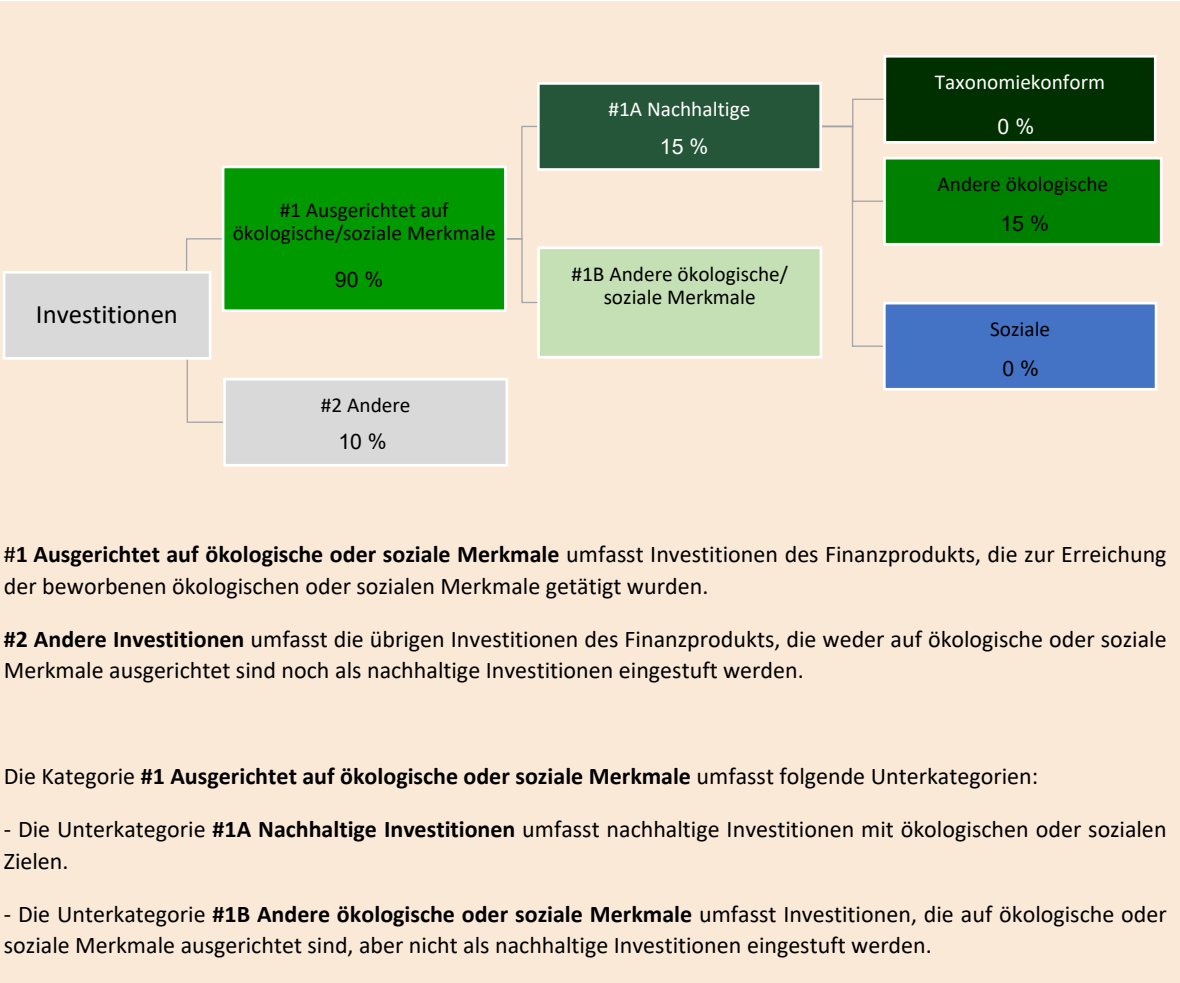 Investitionen
#1 Ausgerichtet auf
ökologische/soziale Merkmale
90 %
#2 Andere
10 %
#1A Nachhaltige
15 %
#1B Andere ökologische/
soziale Merkmale
Taxonomiekonform
0 %
Andere ökologische
15 %
Soziale
0 %
#1 Ausgerichtet auf ökologische oder soziale Merkmale umfasst Investitionen des Finanzprodukts, die zur Erreichung
der beworbenen ökologischen oder sozialen Merkmale getätigt wurden.
#2 Andere Investitionen umfasst die übrigen Investitionen des Finanzprodukts, die weder auf ökologische oder soziale
Merkmale ausgerichtet sind noch als nachhaltige Investitionen eingestuft werden.
Die Kategorie #1 Ausgerichtet auf ökologische oder soziale Merkmale umfasst folgende Unterkategorien:
- Die Unterkategorie #1A Nachhaltige Investitionen umfasst nachhaltige Investitionen mit ökologischen oder sozialen
Zielen.
- Die Unterkategorie #1B Andere ökologische oder soziale Merkmale umfasst Investitionen, die auf ökologische oder
soziale Merkmale ausgerichtet sind, aber nicht als nachhaltige Investitionen eingestuft werden.